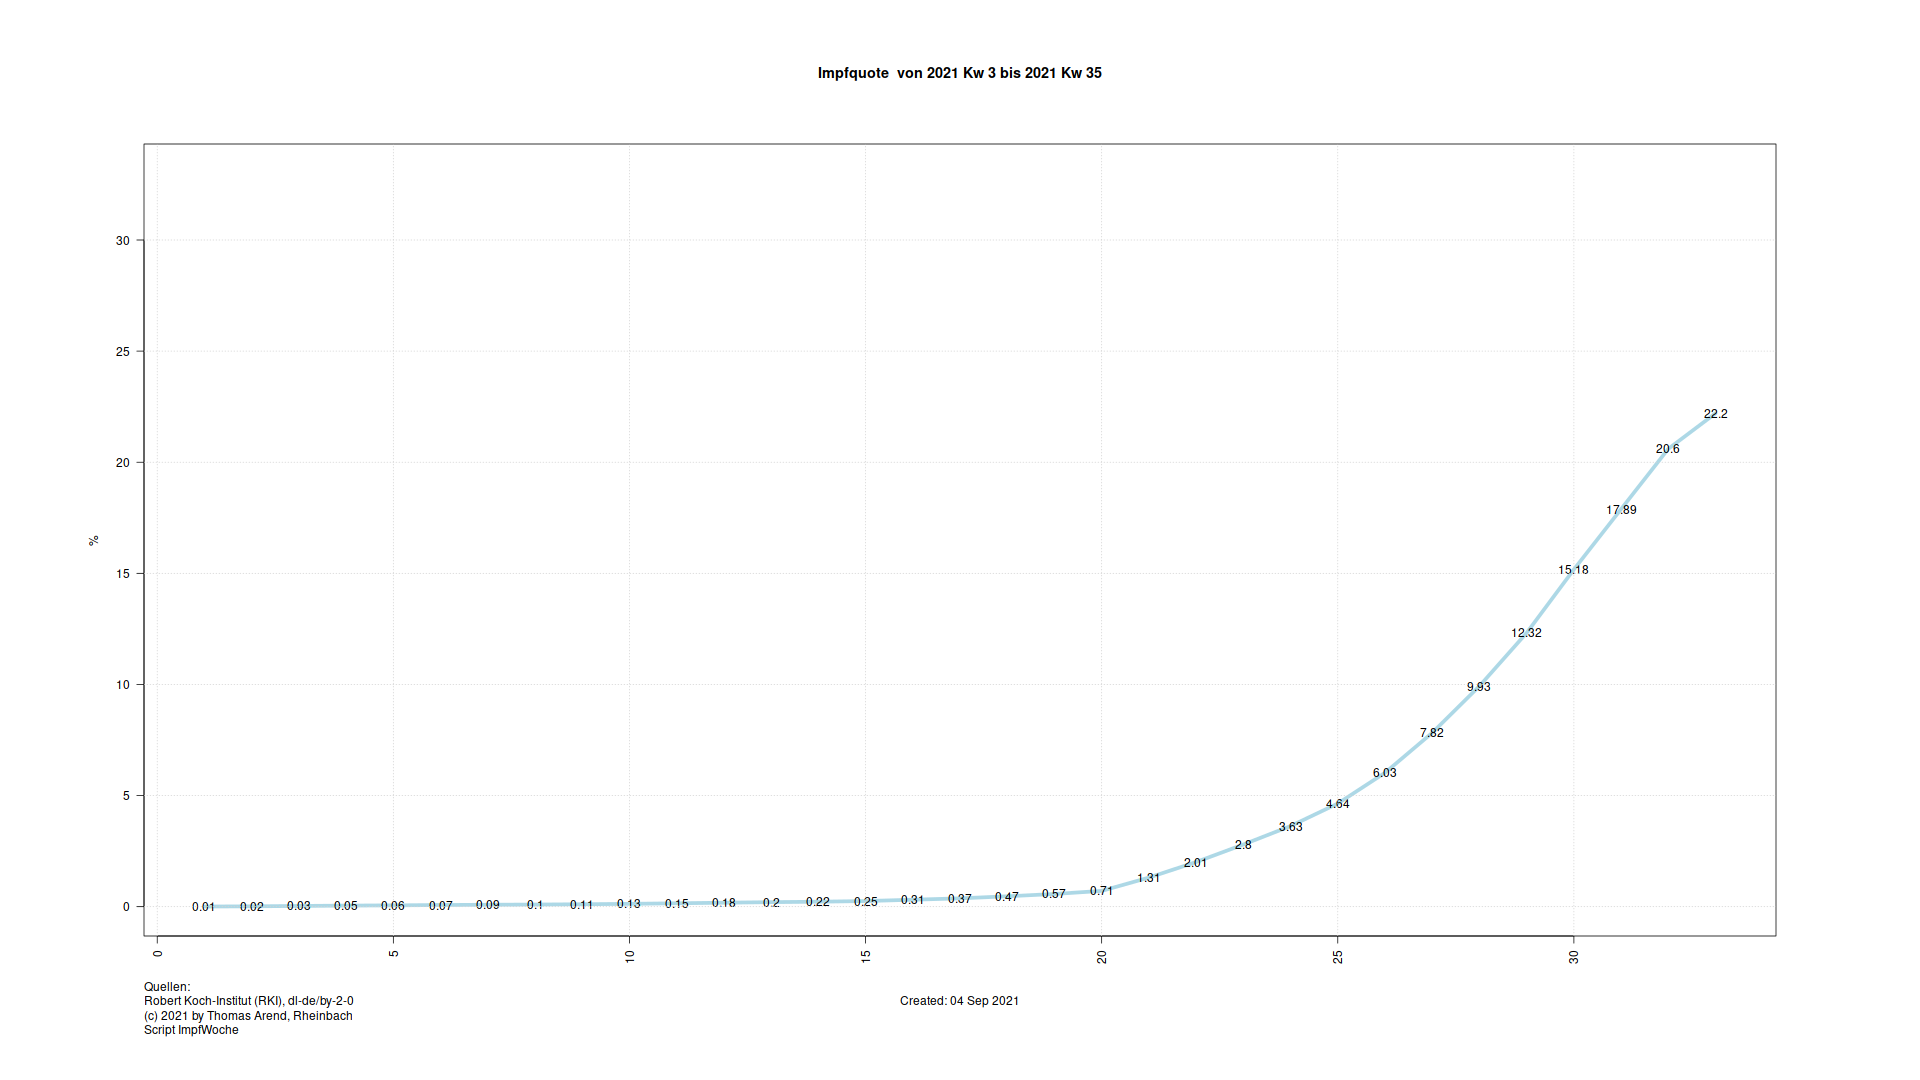 Impfquote  von 2021 Kw 3 bis 2021 Kw 35
30
25
20
15
10
5
0
%
0.01 0.02 0.03 0.05 0.06 0.07 0.09 0.1 0.11 0.13 0.15 0.18 0.2 0.22 0.25 0.31 0.37 0.47 0.57 0.71 1.31 2.01 2.8 3.63 4.64 6.03 7.82 9.93 12.32 15.18 17.89 20.6 22.2
0 5 10 15 20 25 30
Quellen:
Robert Koch-Institut (RKI), dl-de/by-2-0
(c) 2021 by Thomas Arend, Rheinbach
Script ImpfWoche
Created: 04 Sep 2021